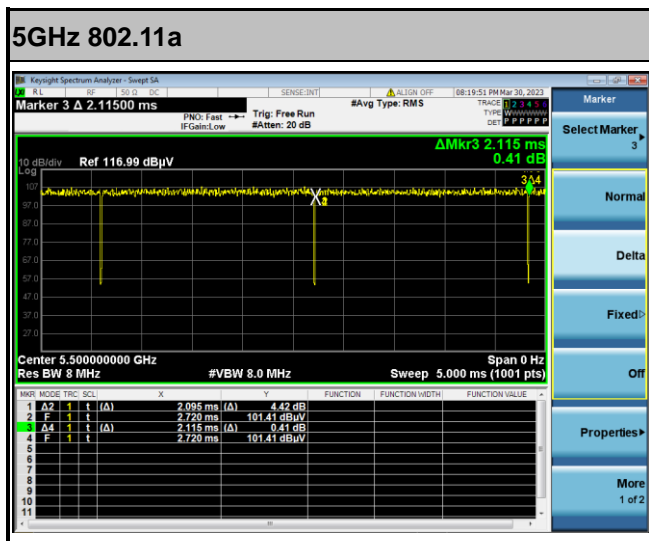 5GHz 802.11a
Keysight Spectrum Analyzer - Swept SA
RL RF 50 Ω DC SENSE:INT ALIGN OFF 08:19:51 PM Mar 30, 2023
Marker 3 Δ 2.11500 ms
PNO: Fast
IFGain:Low
Trig: Free Run
#Atten: 20 dB
#Avg Type: RMS
TRACE 1 2 3 4 5 6
TYPE
DET P P P P P P
Marker
Select Marker
3
ΔMkr3 2.115 ms
0.41 dB
10 dB/div Ref 116.99 dBµV
Log
3Δ4
107
97.0
87.0
77.0
67.0
57.0
47.0
37.0
27.0
Normal
Delta
Fixed
Off
Center 5.500000000 GHz Span 0 Hz
Res BW 8 MHz #VBW 8.0 MHz Sweep 5.000 ms (1001 pts)
MKR MODE TRC SCL X Y FUNCTION FUNCTION WIDTH FUNCTION VALUE
1 Δ2 1 t (Δ) 2.095 ms (Δ) 4.42 dB
2 F 1 t 2.720 ms 101.41 dBµV
3 Δ4 1 t (Δ) 2.115 ms (Δ) 0.41 dB
4 F 1 t 2.720 ms 101.41 dBµV
5
6
7
8
9
10
11
Properties
More
1 of 2